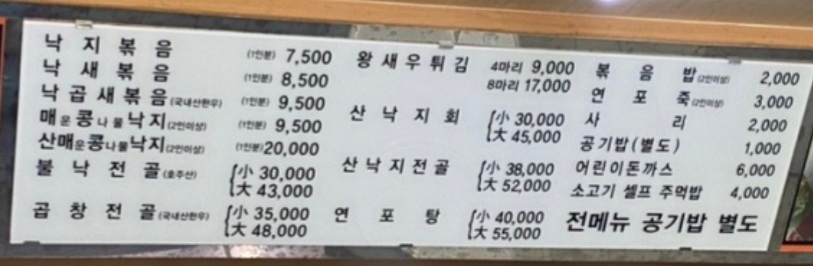 낙지볶음 (1인분) 7,500
낙새볶음 (1인분) 8,500
낙곱새볶음(국내산한우) (1인분) 9,500
매운콩나물낙지(2인이상) (1인분) 9,500
산매운콩나물낙지(2인이상) (1인분)20,000
불낙전골(호주산) {小 30,000
大 43,000
곱창전골(국내산한우) {小 35,000
大 48,000
왕새우튀김 4마리 9,000
8마리 17,000
산낙지회 {小 30,000
大 45,000
산낙지전골 {小 38,000
大 52,000
연포탕 {小 40,000
大 55,000
볶음밥(2인이상) 2,000
연포죽(2인이상) 3,000
사리 2,000
공기밥(별도) 1,000
어린이돈까스 6,000
소고기 셀프 주먹밥 4,000
전메뉴 공기밥 별도